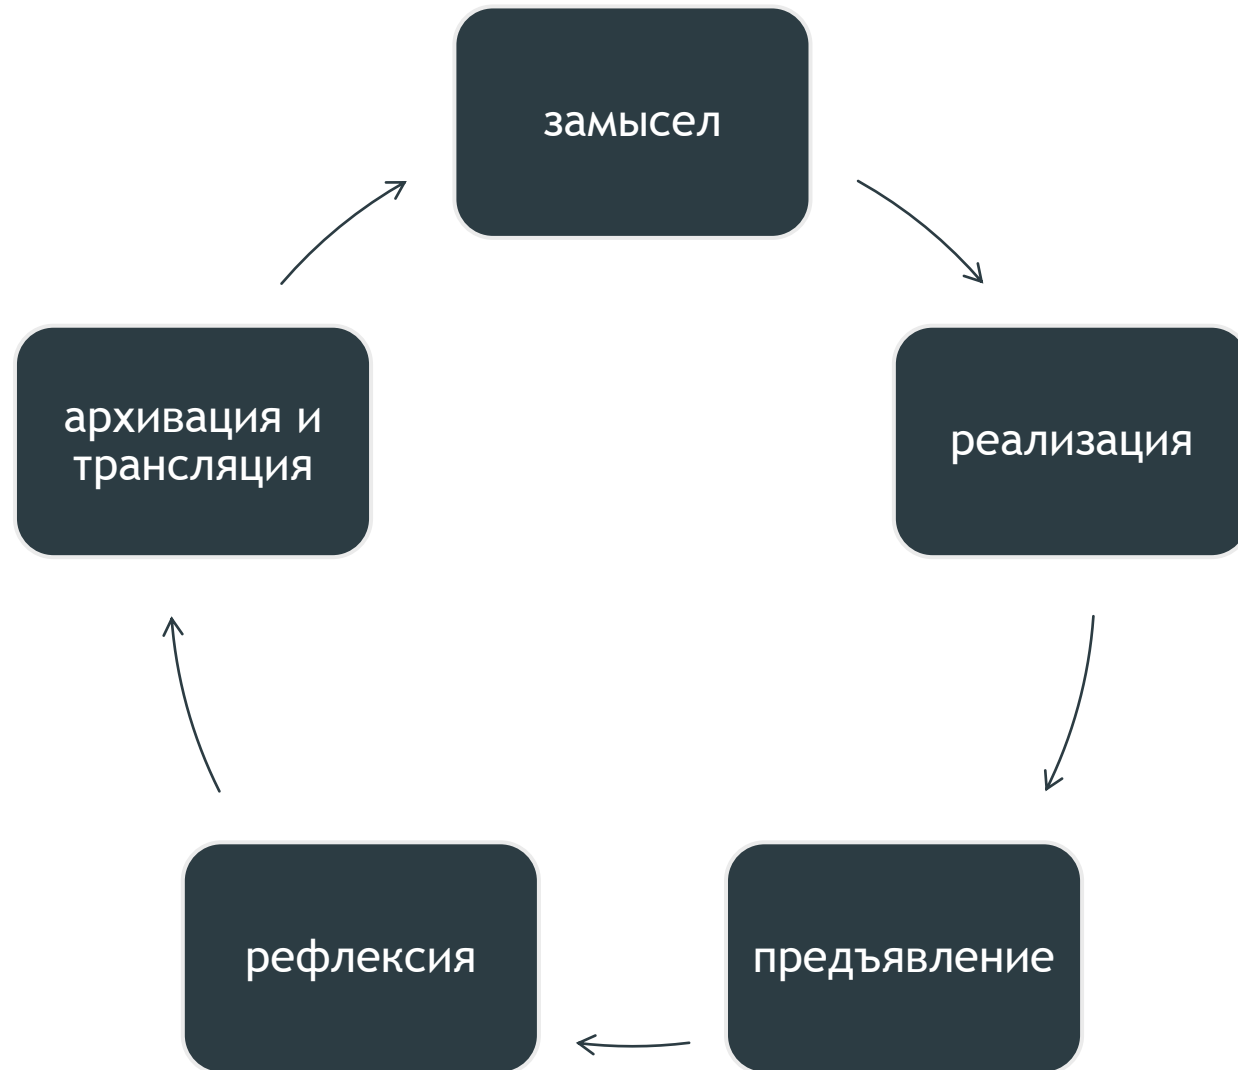 замысел
реализация
предъявление
рефлексия
архивация и
трансляция